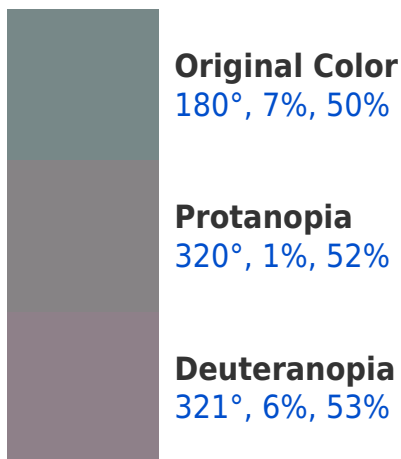 Original Color
180°, 7%, 50%
Protanopia
320°, 1%, 52%
Deuteranopia
321°, 6%, 53%